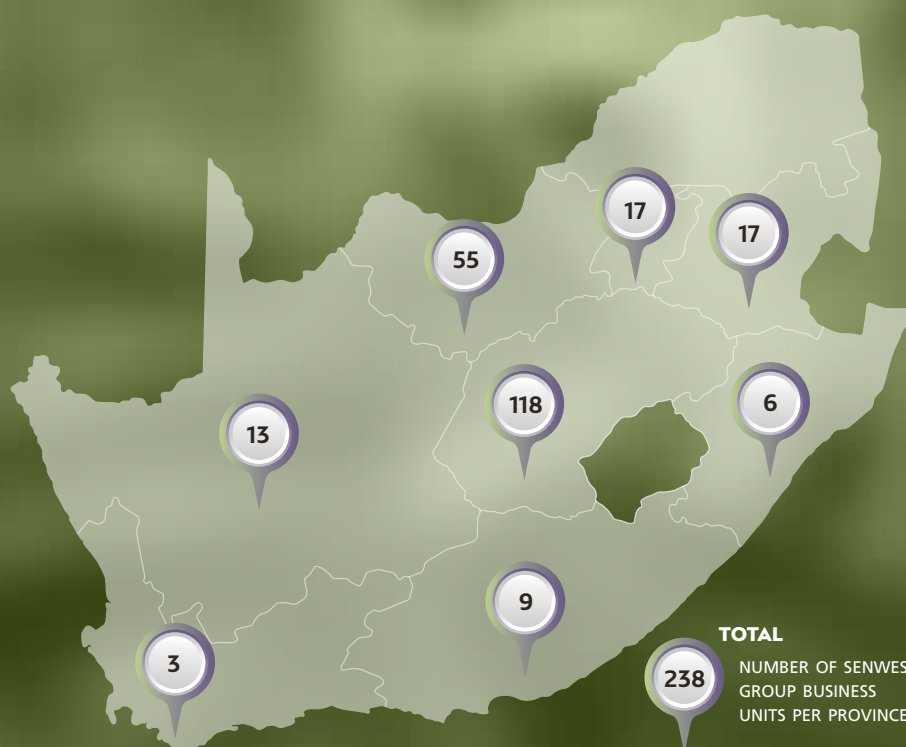 17
17
55
118
6
13
9
3
TOTAL
238
NUMBER OF SENWES
GROUP BUSINESS
UNITS PER PROVINCE